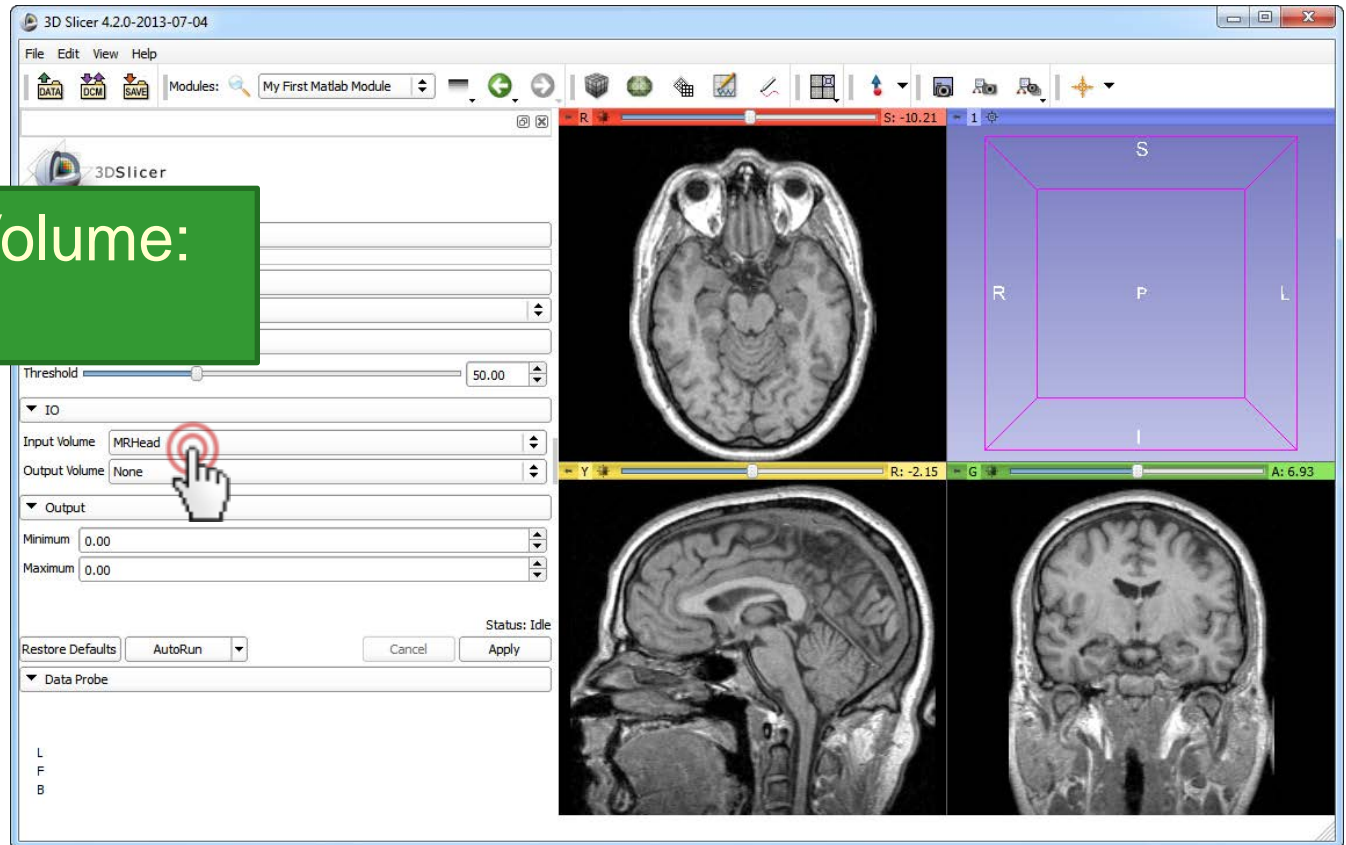 3D Slicer 4.2.0-2013-07-04
File Edit View Help
DATA DCM SAVE Modules: My First Matlab Module
3DSlicer
olume:
Threshold 50.00
IO
Input Volume MRHead
Output Volume None
Output
Minimum 0.00
Maximum 0.00
Status: Idle
Restore Defaults AutoRun Cancel Apply
Data Probe
L
F
B
R S: -10.21
1
S
R P L
I
Y R: -2.15
G A: 6.93